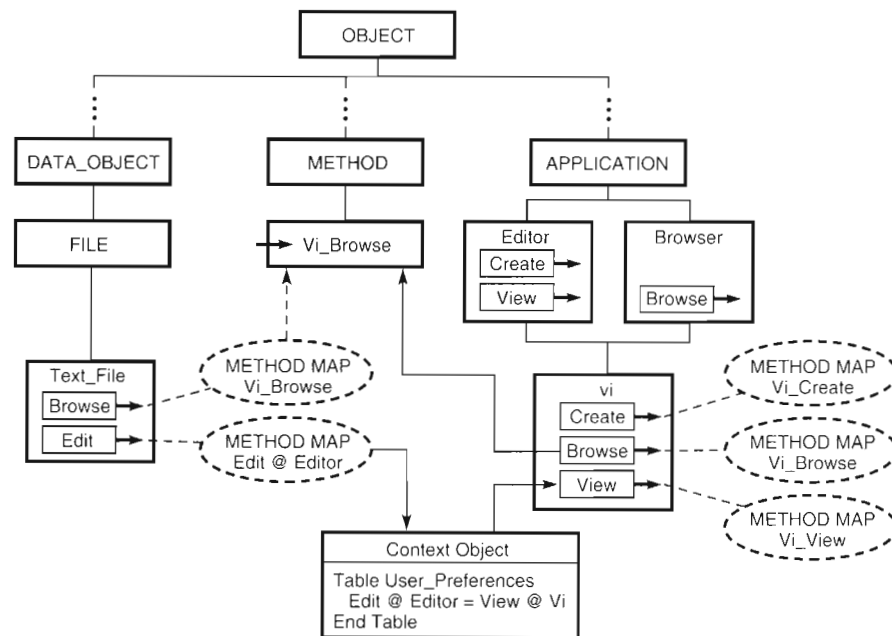 OBJECT
DATA_OBJECT
METHOD
APPLICATION
FILE
Vi_Browse
Editor
Create
View
Browser
Browse
Text_File
Browse
Edit
METHOD MAP
Vi_Browse
METHOD MAP
Edit @ Editor
vi
Create
Browse
View
METHOD MAP
Vi_Create
METHOD MAP
Vi_Browse
METHOD MAP
Vi_View
Context Object
Table User_Preferences
Edit @ Editor = View @ Vi
End Table